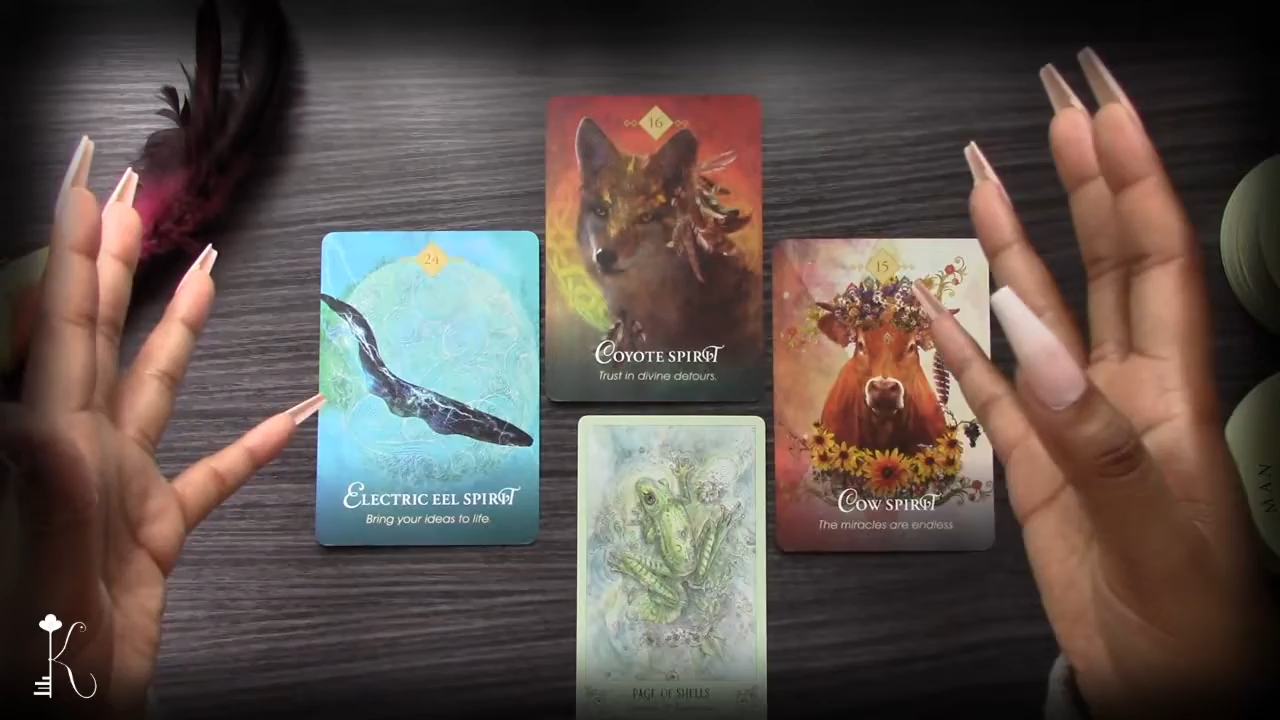 16
COYOTE SPIRIT
Trust in divine detours.
24
ELECTRIC EEL SPIRIT
Bring your ideas to life.
15
COW SPIRIT
The miracles are endless
PAGE OF SHELLS
K